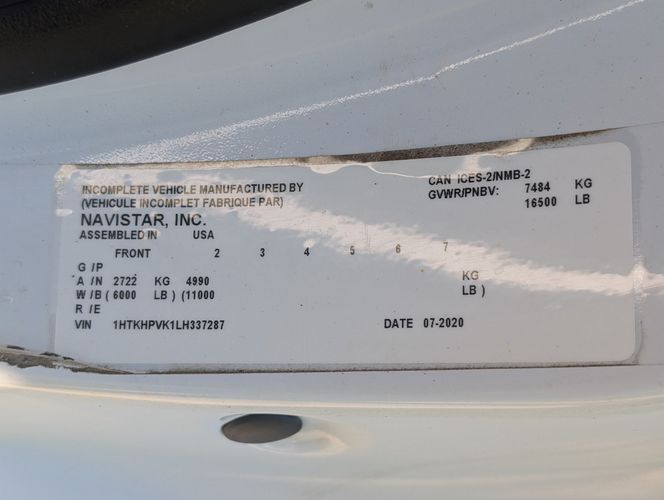 INCOMPLETE VEHICLE MANUFACTURED BY
(VEHICULE INCOMPLET FABRIQUE PAR)
NAVISTAR, INC.
ASSEMBLED IN USA
CAN ICES-2/NMB-2
GVWR/PNBV: 7484 KG
16500 LB
FRONT 2 3 4 5 6 7
G /P
A /N 2722 KG 4990 KG
W/B ( 6000 LB ) (11000 LB )
R /E
VIN 1HTKHPVK1LH337287 DATE 07-2020